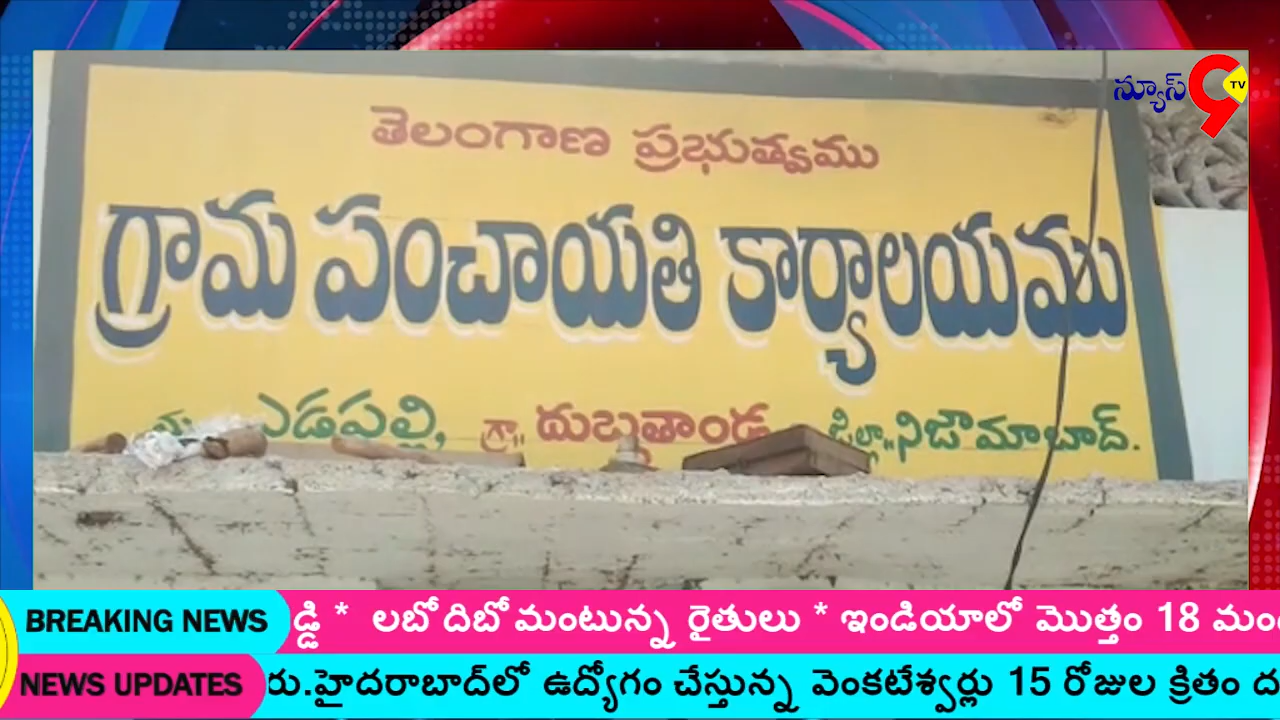 న్యూస్ 9 TV
తెలంగాణ ప్రభుత్వము
గ్రామ పంచాయతి కార్యాలయము
ఎడపల్లి, గ్రా,, దుబ్బతాండ జిల్లా,, నిజామాబాద్.
BREAKING NEWS డ్డి * లబోదిబోమంటున్న రైతులు * ఇండియాలో మొత్తం 18
NEWS UPDATES రు.హైదరాబాద్‌లో ఉద్యోగం చేస్తున్న వెంకటేశ్వర్లు 15 రోజుల క్రితం